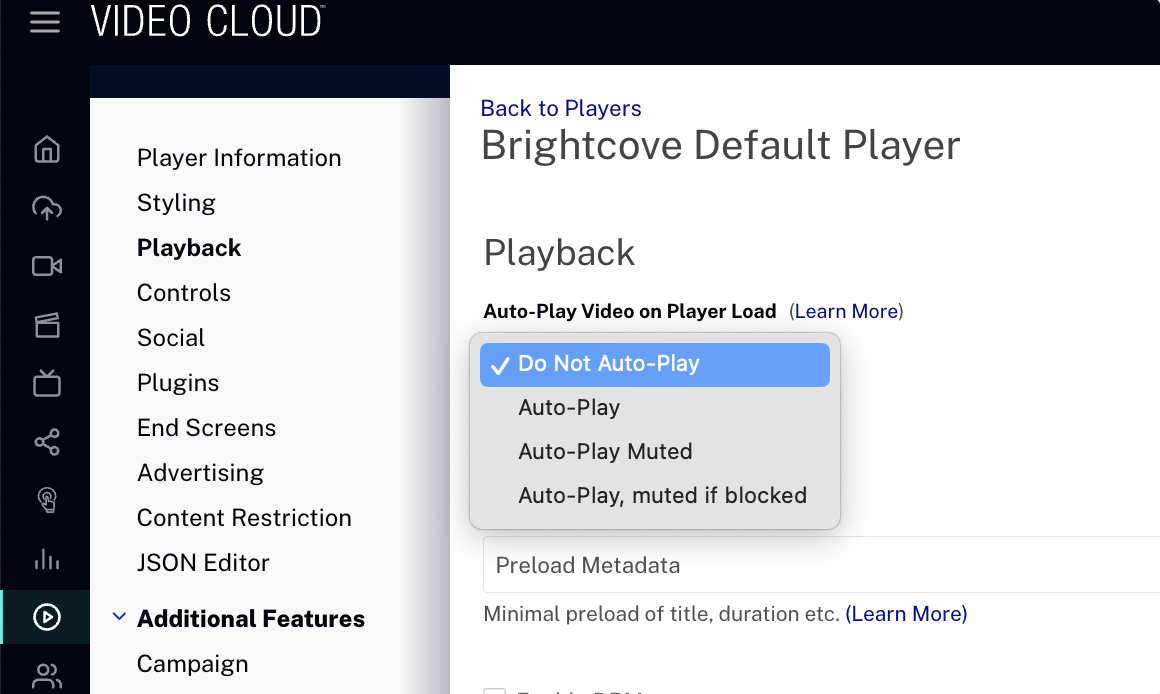 VIDEO CLOUD™
Back to Players
Brightcove Default Player
Player Information
Styling
Playback
Controls
Social
Plugins
End Screens
Advertising
Content Restriction
JSON Editor
Additional Features
Campaign
Playback
Auto-Play Video on Player Load (Learn More)
✓ Do Not Auto-Play
Auto-Play
Auto-Play Muted
Auto-Play, muted if blocked
Preload Metadata
Minimal preload of title, duration etc. (Learn More)